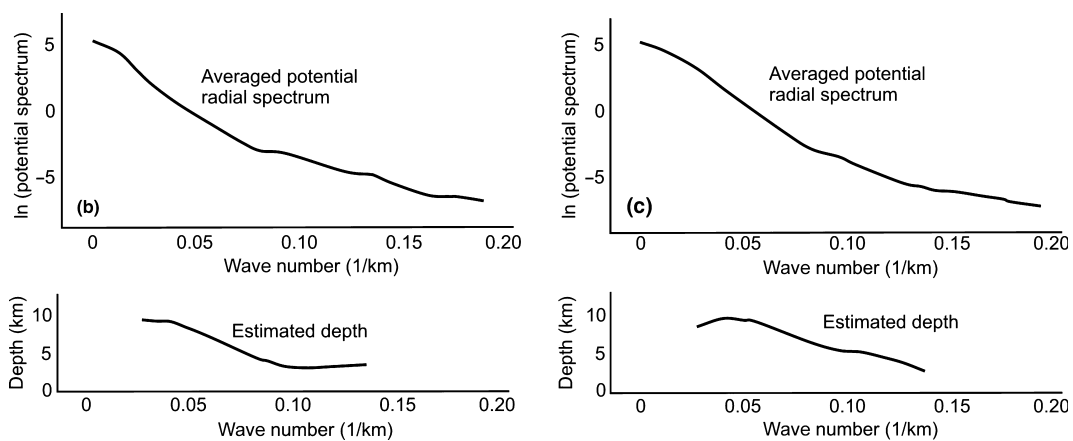 ln (potential spectrum)
5
0
−5
Averaged potential
radial spectrum
(b)
0
0.05
0.10
0.15
0.20
Wave number (1/km)
ln (potential spectrum)
5
0
−5
Averaged potential
radial spectrum
(c)
0
0.05
0.10
0.15
0.20
Wave number (1/km)
Depth (km)
10
5
0
Estimated depth
0
0.05
0.10
0.15
0.20
Wave number (1/km)
Depth (km)
10
5
0
Estimated depth
0
0.05
0.10
0.15
0.20
Wave number (1/km)